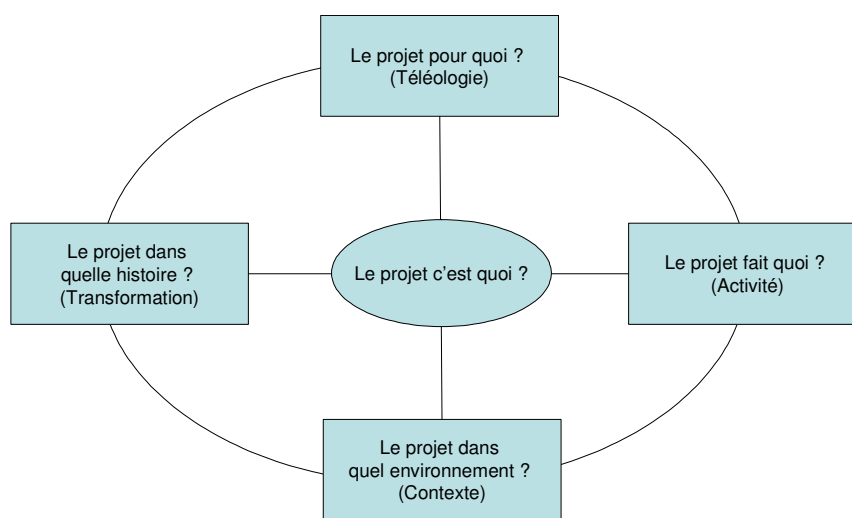 Le projet pour quoi ?
(Téléologie)
Le projet dans
quelle histoire ?
(Transformation)
Le projet c’est quoi ?
Le projet fait quoi ?
(Activité)
Le projet dans
quel environnement ?
(Contexte)